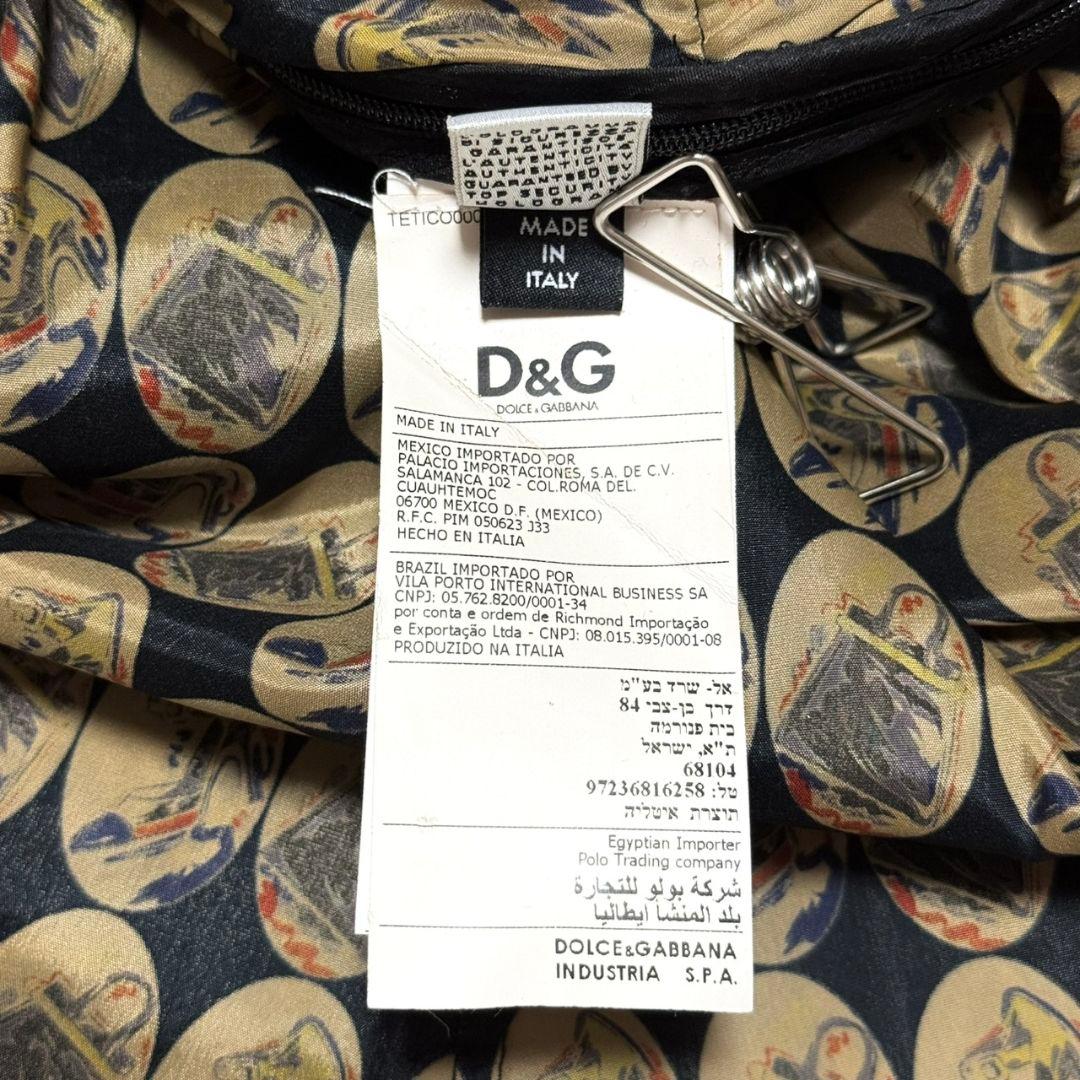 TETICO000
MADE
IN
ITALY
D&G
DOLCE & GABBANA
MADE IN ITALY
MEXICO IMPORTADO POR
PALACIO IMPORTACIONES, S.A. DE C.V.
SALAMANCA 102 - COL.ROMA DEL.
CUAUHTEMOC
06700 MEXICO D.F. (MEXICO)
R.F.C. PIM 050623 J33
HECHO EN ITALIA
BRAZIL IMPORTADO POR
VILA PORTO INTERNATIONAL BUSINESS SA
CNPJ: 05.762.8200/0001-34
por conta e ordem de Richmond Importação
e Exportação Ltda - CNPJ: 08.015.395/0001-08
PRODUZIDO NA ITALIA
אל- שרד בע"מ
דרך בן-צבי 84
בית פנורמה
ת"א, ישראל
68104
טל: 97236816258
תוצרת איטליה
Egyptian Importer
Polo Trading company
شركة بولو للتجارة
بلد المنشا ايطاليا
DOLCE&GABBANA
INDUSTRIA S.P.A.